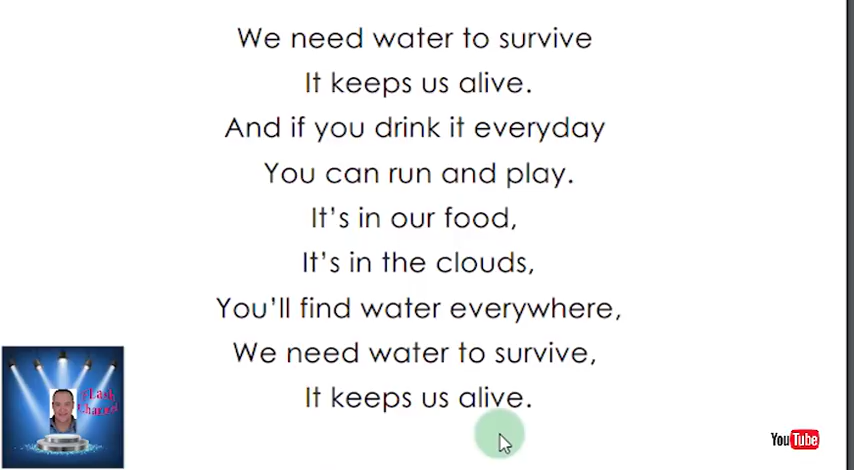 We need water to survive
It keeps us alive.
And if you drink it everyday
You can run and play.
It's in our food,
It's in the clouds,
You'll find water everywhere,
We need water to survive,
It keeps us alive.
Channel
YouTube